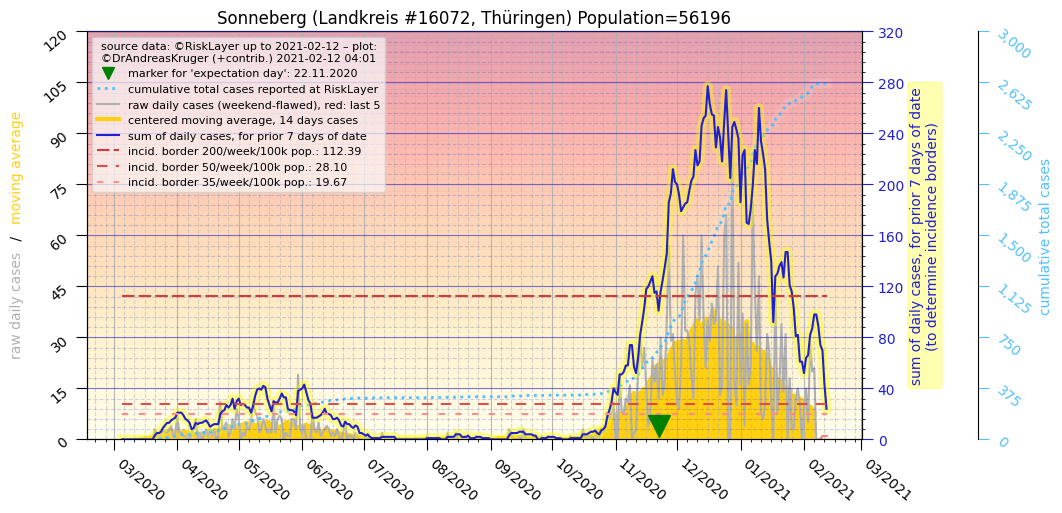 Sonneberg (Landkreis #16072, Thüringen) Population=56196
source data: ©RiskLayer up to 2021-02-12 – plot:
©DrAndreasKruger (+contrib.) 2021-02-12 04:01
marker for 'expectation day': 22.11.2020
cumulative total cases reported at RiskLayer
raw daily cases (weekend-flawed), red: last 5
centered moving average, 14 days cases
sum of daily cases, for prior 7 days of date
incid. border 200/week/100k pop.: 112.39
incid. border 50/week/100k pop.: 28.10
incid. border 35/week/100k pop.: 19.67
raw daily cases / moving average
120
105
90
75
60
45
30
15
0
03/2020
04/2020
05/2020
06/2020
07/2020
08/2020
09/2020
10/2020
11/2020
12/2020
01/2021
02/2021
03/2021
320
280
240
200
160
120
80
40
0
sum of daily cases, for prior 7 days of date
(to determine incidence borders)
3,000
2,625
2,250
1,875
1,500
1,125
750
375
0
cumulative total cases